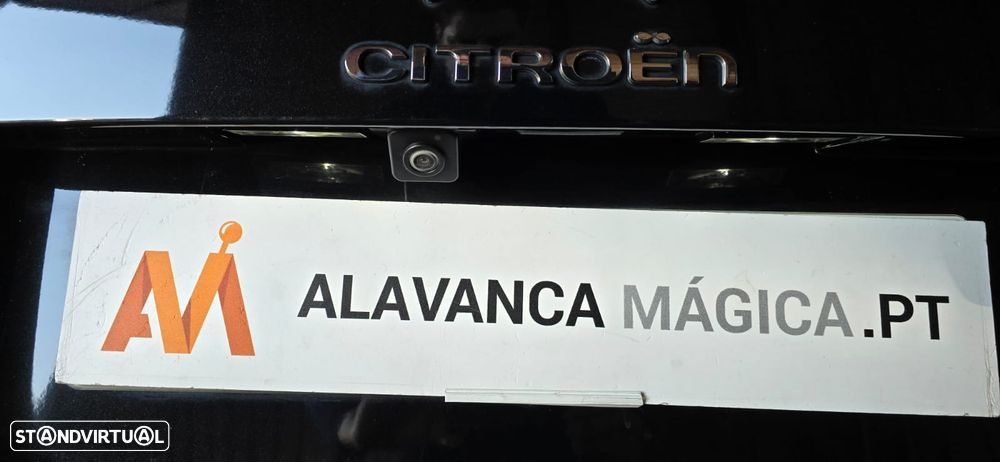 CITROËN
AM ALAVANCA MÁGICA.PT
STANDVIRTUAL